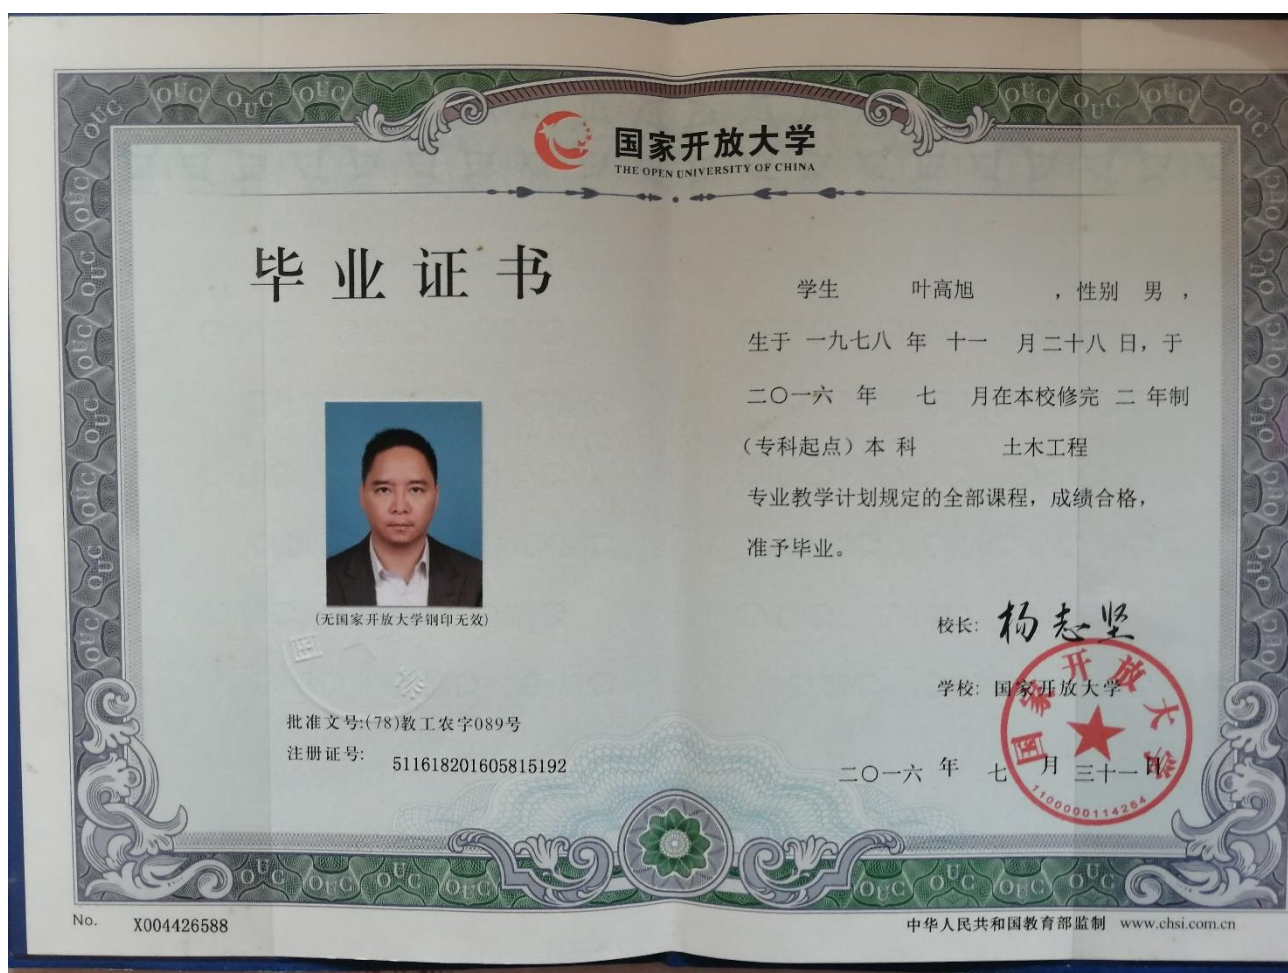 国家开放大学
THE OPEN UNIVERSITY OF CHINA
毕业证书
(无国家开放大学钢印无效)
批准文号:(78)教工农字089号
注册证号: 511618201605815192
学生 叶高旭 ，性别 男 ，
生于 一九七八 年 十一 月二十八 日，于
二〇一六 年 七 月在本校修完 二 年制
（专科起点）本 科 土木工程
专业教学计划规定的全部课程，成绩合格，
准予毕业。
校长: 杨志坚
学校: 国家开放大学
二〇一六 年 七 月 三十一日
国家开放大学
1100000114264
No. X004426588
中华人民共和国教育部监制 www.chsi.com.cn